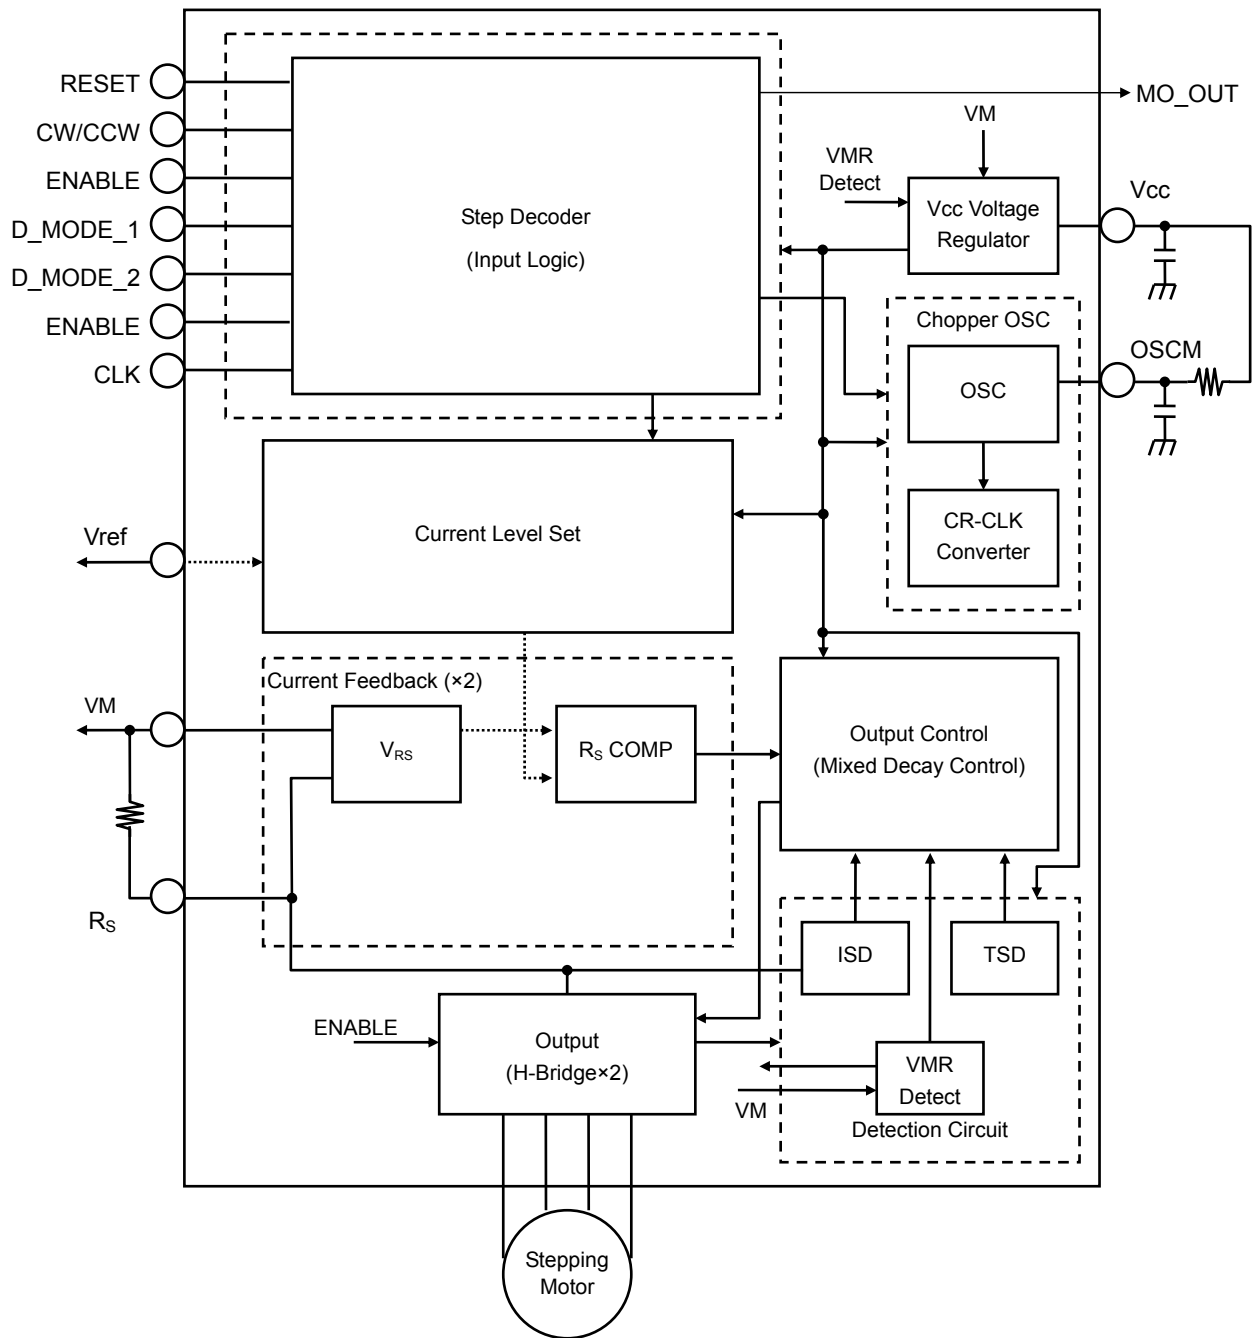 RESET
CW/CCW
ENABLE
D_MODE_1
D_MODE_2
ENABLE
CLK
Step Decoder
(Input Logic)
MO_OUT
VM
VMR
Detect
Vcc Voltage
Regulator
Vcc
Chopper OSC
OSC
OSCM
CR-CLK
Converter
Current Level Set
Vref
Current Feedback (×2)
VM
VRS
RS COMP
Output Control
(Mixed Decay Control)
RS
ISD
TSD
ENABLE
Output
(H-Bridge×2)
VMR
Detect
VM
Detection Circuit
Stepping
Motor